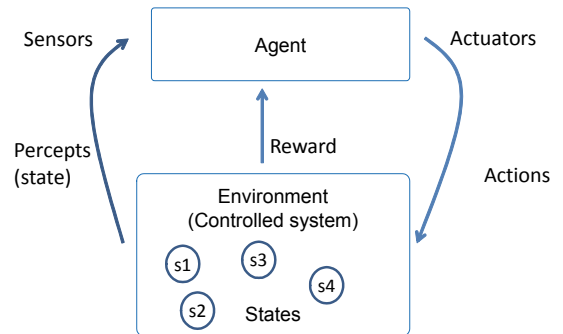 Sensors
Agent
Actuators
Percepts
(state)
Reward
Actions
Environment
(Controlled system)
s1
s3
s4
s2
States